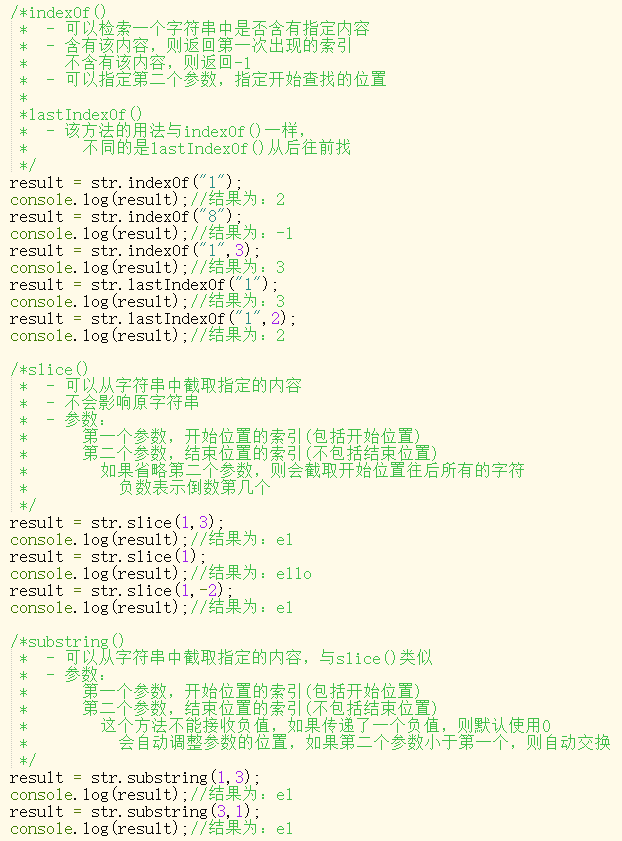 /*indexOf()
 *  - 可以检索一个字符串中是否含有指定内容
 *  - 含有该内容，则返回第一次出现的索引
 *    不含有该内容，则返回-1
 *  - 可以指定第二个参数，指定开始查找的位置
 *
 *lastIndexOf()
 *  - 该方法的用法与indexOf()一样，
 *      不同的是lastIndexOf()从后往前找
 */
result = str.indexOf("l");
console.log(result);//结果为：2
result = str.indexOf("8");
console.log(result);//结果为：-1
result = str.indexOf("l",3);
console.log(result);//结果为：3
result = str.lastIndexOf("l");
console.log(result);//结果为：3
result = str.lastIndexOf("l",2);
console.log(result);//结果为：2

/*slice()
 *  - 可以从字符串中截取指定的内容
 *  - 不会影响原字符串
 *  - 参数：
 *      第一个参数，开始位置的索引(包括开始位置)
 *      第二个参数，结束位置的索引(不包括结束位置)
 *        如果省略第二个参数，则会截取开始位置往后所有的字符
 *          负数表示倒数第几个
 */
result = str.slice(1,3);
console.log(result);//结果为：el
result = str.slice(1);
console.log(result);//结果为：ello
result = str.slice(1,-2);
console.log(result);//结果为：el

/*substring()
 *  - 可以从字符串中截取指定的内容，与slice()类似
 *  - 参数：
 *      第一个参数，开始位置的索引(包括开始位置)
 *      第二个参数，结束位置的索引(不包括结束位置)
 *        这个方法不能接收负值，如果传递了一个负值，则默认使用0
 *          会自动调整参数的位置，如果第二个参数小于第一个，则自动交换
 */
result = str.substring(1,3);
console.log(result);//结果为：el
result = str.substring(3,1);
console.log(result);//结果为：el